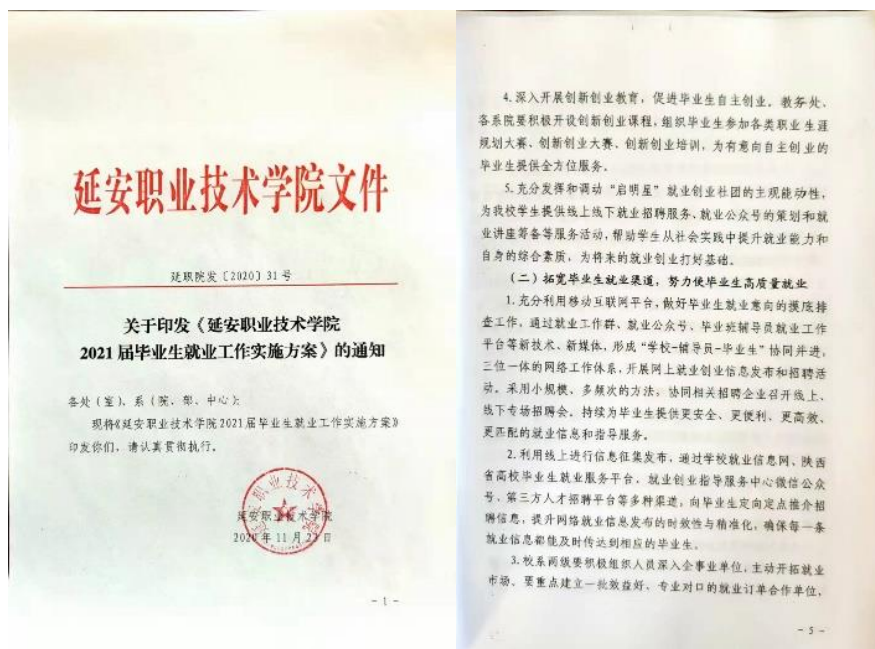 延安职业技术学院文件
延职院发〔2020〕31号
关于印发《延安职业技术学院
2021届毕业生就业工作实施方案》的通知
各处(室)、系(院、部、中心):
现将《延安职业技术学院2021届毕业生就业工作实施方案》
印发你们,请认真贯彻执行。
延安职业技术学院
2020年11月23日
- 1 -
4.深入开展创新创业教育,促进毕业生自主创业。教务处、
各系院要积极开设创新创业课程,组织毕业生参加各类职业生涯
规划大赛、创新创业大赛、创新创业培训,为有意向自主创业的
毕业生提供全方位服务。
5.充分发挥和调动“启明星”就业创业社团的主观能动性,
为我校学生提供线上线下就业招聘服务、就业公众号的策划和就
业讲座筹备等服务活动,帮助学生从社会实践中提升就业能力和
自身的综合素质,为将来的就业创业打好基础。
(二)拓宽毕业生就业渠道,努力使毕业生高质量就业
1.充分利用移动互联网平台,做好毕业生就业意向的摸底排
查工作,通过就业工作群、就业公众号、毕业班辅导员就业工作
平台等新技术、新媒体,形成“学校-辅导员-毕业生”协同并进,
三位一体的网络工作体系,开展网上就业创业信息发布和招聘活
动。采用小规模、多频次的方法,协同相关招聘企业召开线上、
线下专场招聘会。持续为毕业生提供更安全、更便利、更高效、
更匹配的就业信息和指导服务。
2.利用线上进行信息征集发布,通过学校就业信息网、陕西
省高校毕业生就业服务平台、就业创业指导服务中心微信公众
号、第三方人才招聘平台等多种渠道,向毕业生定向定点推介招
聘信息,提升网络就业信息发布的时效性与精准化,确保每一条
就业信息都能及时传达到相应的毕业生。
3.校系两级要积极组织人员深入企事业单位,主动开拓就业
市场,要重点建立一批效益好、专业对口的就业订单合作单位,
- 5 -